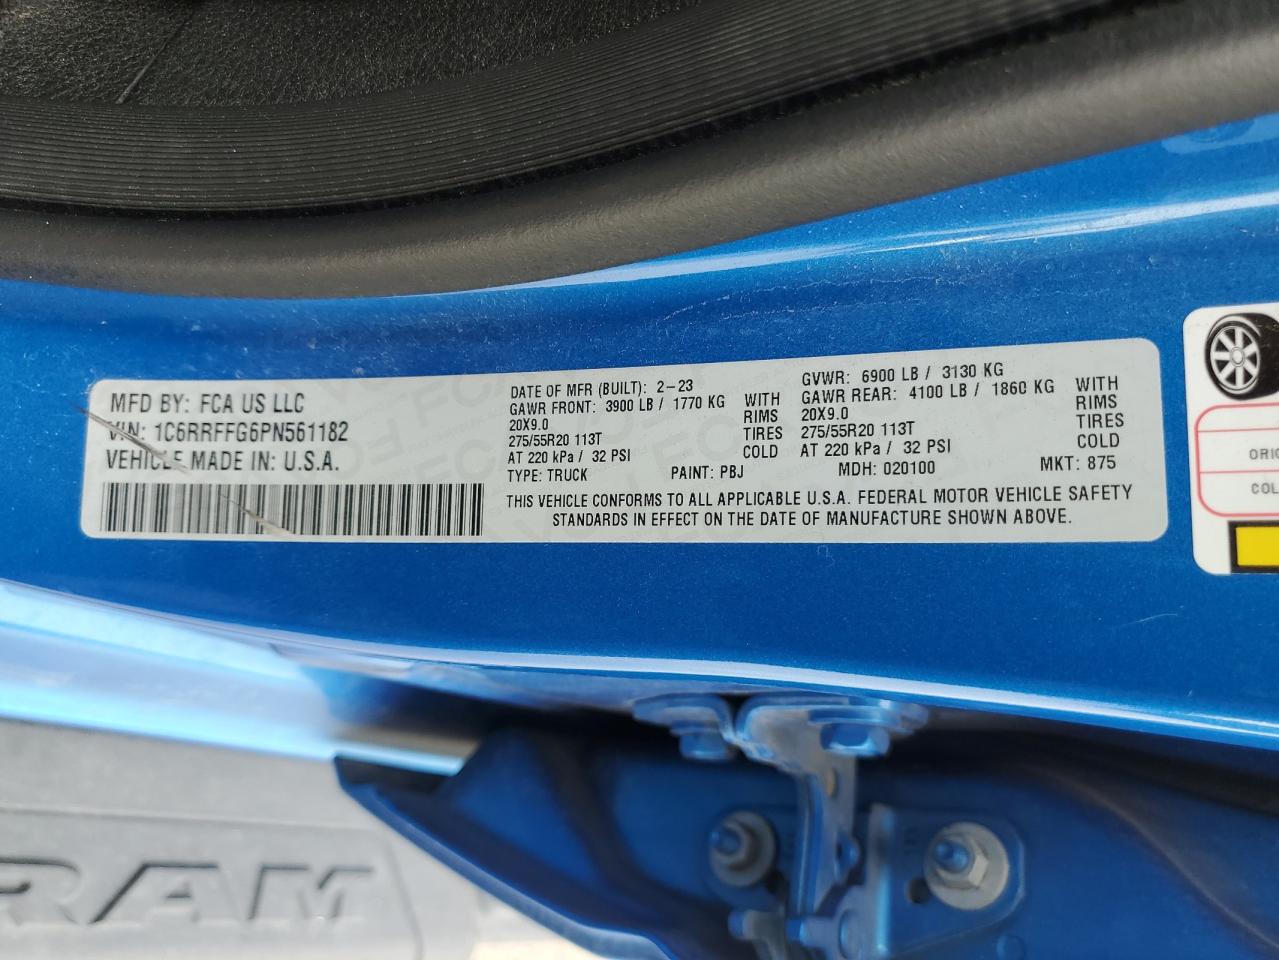 MFD BY: FCA US LLC
VIN: 1C6RRFFG6PN561182
VEHICLE MADE IN: U.S.A.
DATE OF MFR (BUILT): 2-23
GAWR FRONT: 3900 LB / 1770 KG WITH
20X9.0 RIMS
275/55R20 113T TIRES
AT 220 kPa / 32 PSI COLD
GVWR: 6900 LB / 3130 KG
GAWR REAR: 4100 LB / 1860 KG WITH
20X9.0 RIMS
275/55R20 113T TIRES
AT 220 kPa / 32 PSI COLD
TYPE: TRUCK PAINT: PBJ MDH: 020100 MKT: 875
THIS VEHICLE CONFORMS TO ALL APPLICABLE U.S.A. FEDERAL MOTOR VEHICLE SAFETY
STANDARDS IN EFFECT ON THE DATE OF MANUFACTURE SHOWN ABOVE.
ORIG
COL
RAM